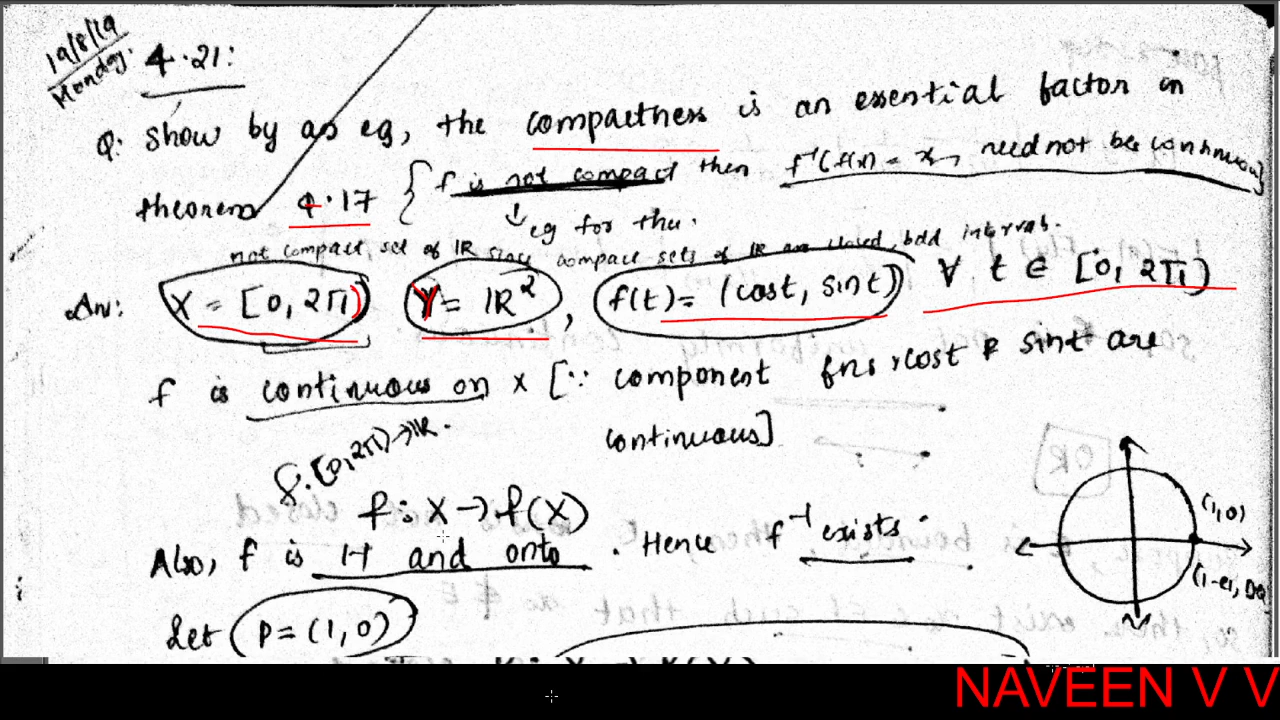 19/8/19
Monday.
4.21:
Q: show by an eg, the compactness is an essential factor in
theorem 4.17 { f is not compact then f⁻¹(f(x)) = x, need not be continuous}
↓ eg for this.
not compact set of IR since compact sets of IR are closed, bdd intervals.
An: X = [0, 2π) Y = IR², f(t) = (cost, sint) ∀ t ∈ [0, 2π)
f is continuous on X [∵ component fns, cost & sint are
continuous]
f: [0, 2π) → IR.
f: X → f(X)
Also, f is 1-1 and onto. Hence f⁻¹ exists.
(1,0)
Let P = (1, 0)
NAVEEN V V